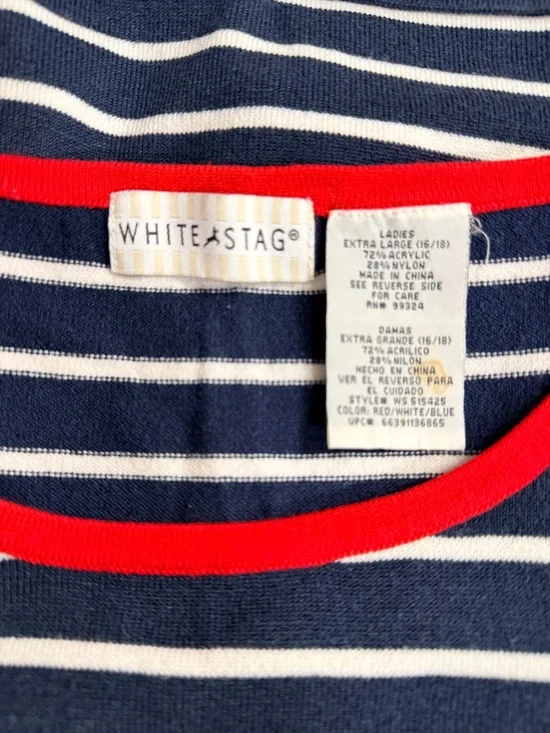 WHITE STAG®
LADIES
EXTRA LARGE (16/18)
72% ACRYLIC
28% NYLON
MADE IN CHINA
SEE REVERSE SIDE
FOR CARE
RN# 99324
DAMAS
EXTRA GRANDE (16/18)
72% ACRILICO
28% NILON
HECHO EN CHINA
VER EL REVERSO PARA
EL CUIDADO
STYLE# WS 515425
COLOR: RED/WHITE/BLUE
UPC# 66391136865